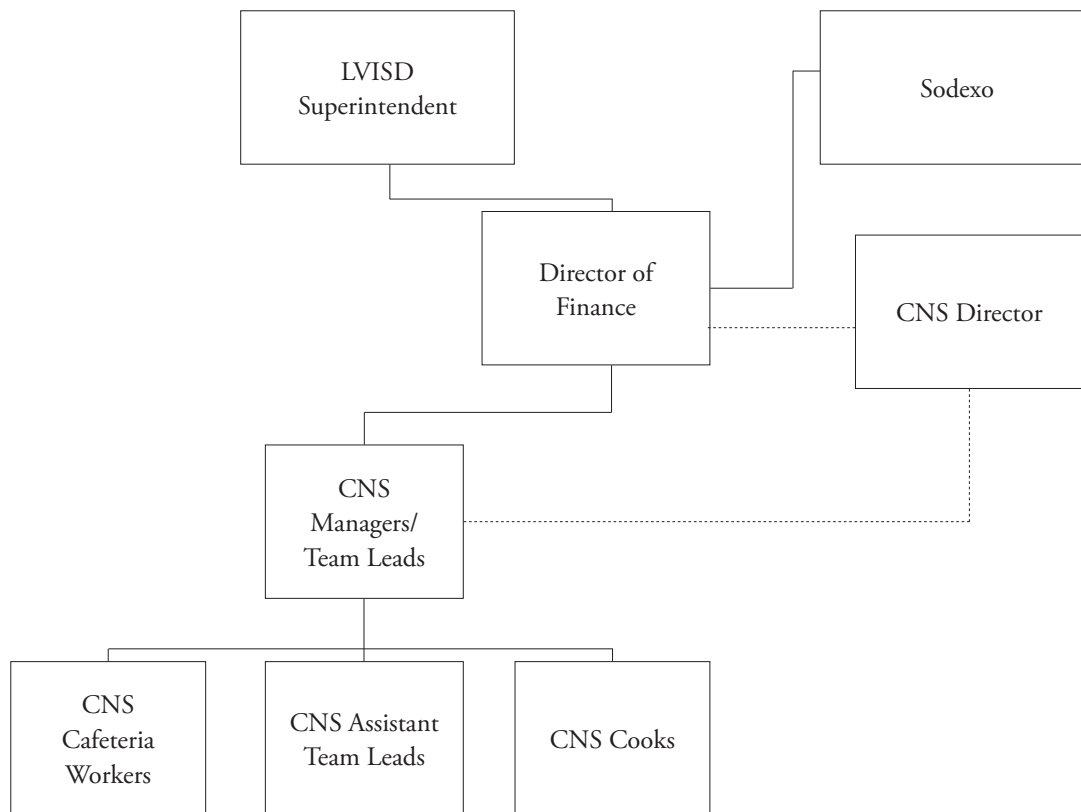 LVISD
Superintendent
Sodexo
Director of
Finance
CNS Director
CNS
Managers/
Team Leads
CNS
Cafeteria
Workers
CNS Assistant
Team Leads
CNS Cooks